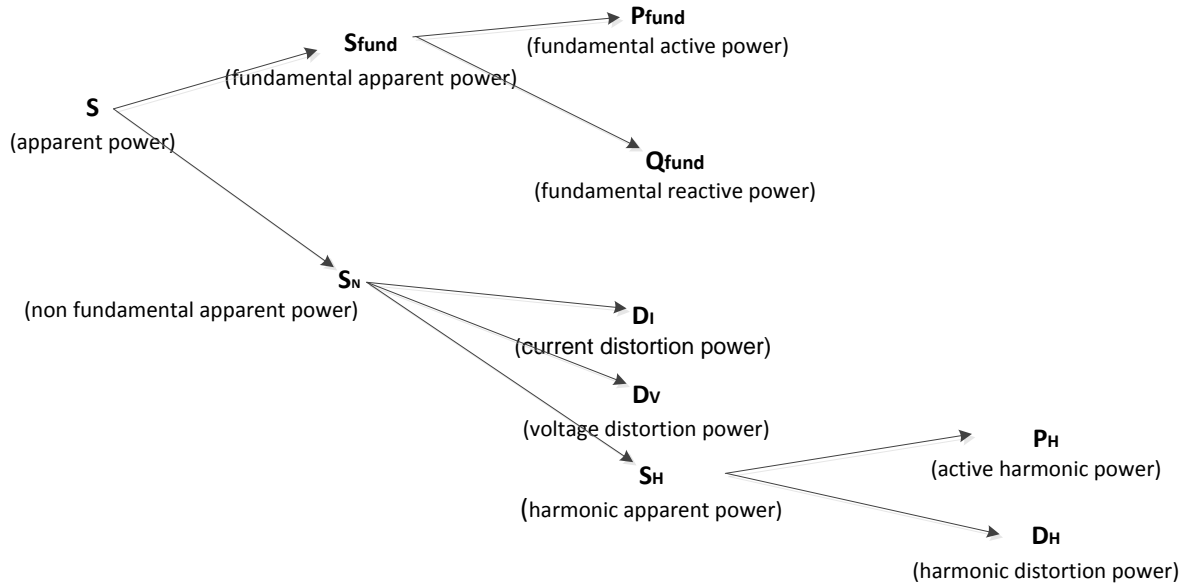 Pfund
(fundamental active power)
Sfund
(fundamental apparent power)
S
(apparent power)
Qfund
(fundamental reactive power)
SN
(non fundamental apparent power)
DI
(current distortion power)
DV
(voltage distortion power)
SH
(harmonic apparent power)
PH
(active harmonic power)
DH
(harmonic distortion power)